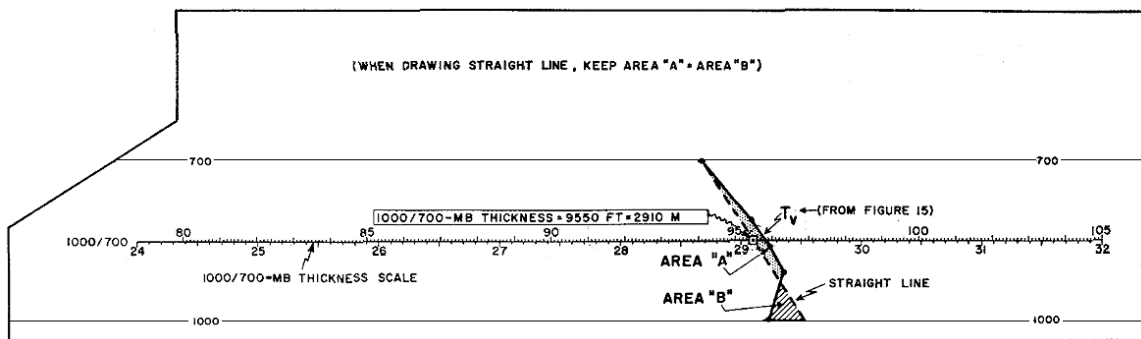 (WHEN DRAWING STRAIGHT LINE, KEEP AREA "A" = AREA "B")
700 700
1000/700-MB THICKNESS = 9550 FT = 2910 M
Tv (FROM FIGURE 15)
80 85 90 95 100 105
1000/700
24 25 26 27 28 29 30 31 32
AREA "A"
1000/700-MB THICKNESS SCALE
STRAIGHT LINE
AREA "B"
1000 1000